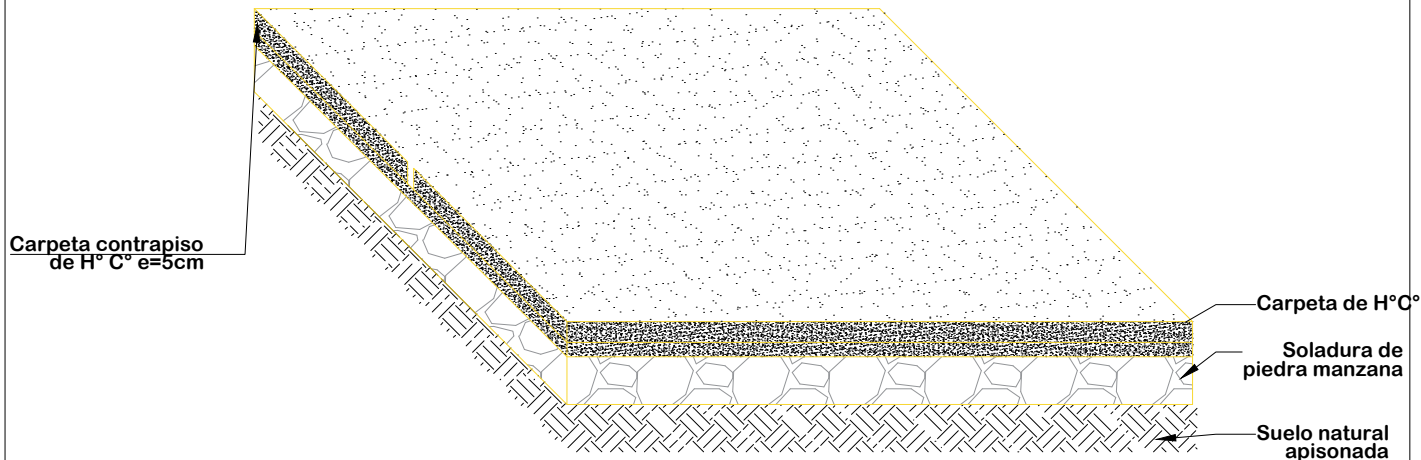 Carpeta contrapiso
de H° C° e=5cm
Carpeta de H°C°
Soladura de
piedra manzana
Suelo natural
apisonada